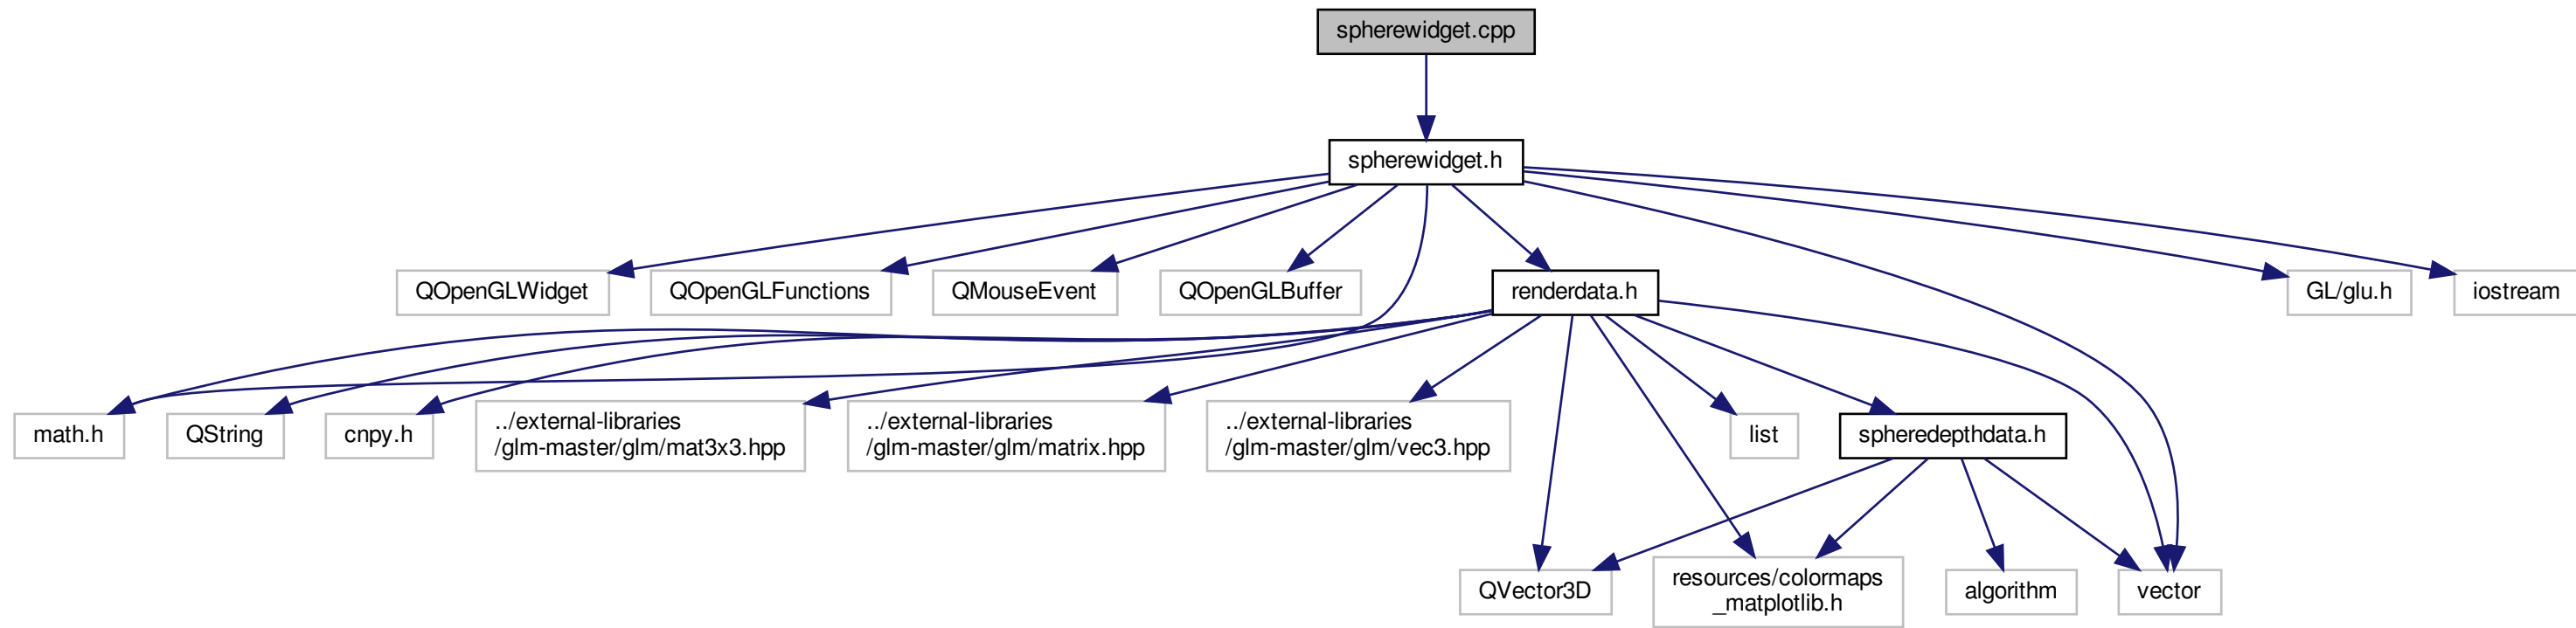 spherewidget.cpp
spherewidget.h
QOpenGLWidget
QOpenGLFunctions
QMouseEvent
QOpenGLBuffer
renderdata.h
GL/glu.h
iostream
math.h
QString
cnpy.h
../external-libraries
/glm-master/glm/mat3x3.hpp
../external-libraries
/glm-master/glm/matrix.hpp
../external-libraries
/glm-master/glm/vec3.hpp
list
spheredepthdata.h
QVector3D
resources/colormaps
_matplotlib.h
algorithm
vector